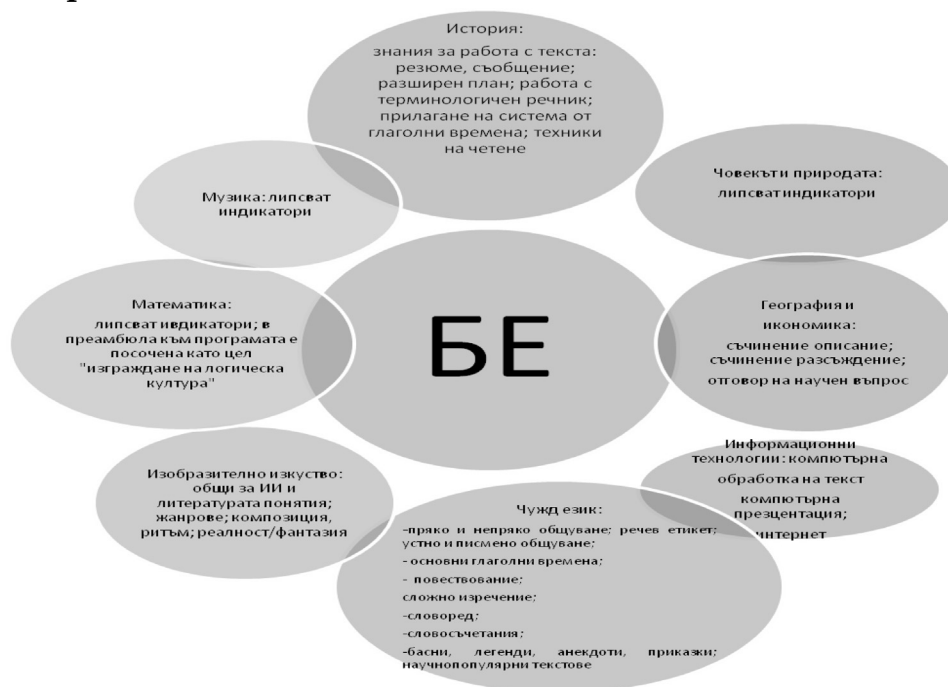 История:
знания за работа с текста:
резюме, съобщение;
разширен план; работа с
терминологичен речник;
прилагане на система от
глаголни времена; техники
на четене
Човекът и природата:
липсват индикатори
Музика: липсват
индикатори
Математика:
липсват ивдикатори; в
преамбюла към програмата е
посочена като цел
"изграждане на логическа
култура"
БЕ
География и
икономика:
съчинение описание;
съчинение разсъждение;
отговор на научен въпрос
Информационни
технологии: компютърна
обработка на текст
компютърна
презцентация;
интернет
Изобразително изкуство:
общи за ИИ и
литературата понятия;
жанрове; композиция,
ритъм; реалност/фантазия
Чужд език:
-пряко и непряко общуване; речев етикет;
устно и писмено общуване;
- основни глаголни времена;
- повествование;
сложно изречение;
-словоред;
-словосъчетания;
-басни, легенди, анекдоти, приказки;
научнопопулярни текстове